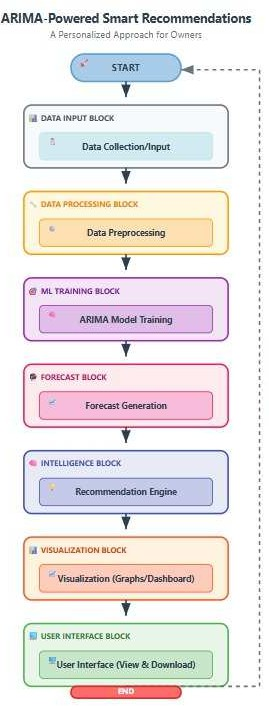 ARIMA-Powered Smart Recommendations
A Personalized Approach for Owners
START
DATA INPUT BLOCK
Data Collection/Input
DATA PROCESSING BLOCK
Data Preprocessing
ML TRAINING BLOCK
ARIMA Model Training
FORECAST BLOCK
Forecast Generation
INTELLIGENCE BLOCK
Recommendation Engine
VISUALIZATION BLOCK
Visualization (Graphs/Dashboard)
USER INTERFACE BLOCK
User Interface (View & Download)
END